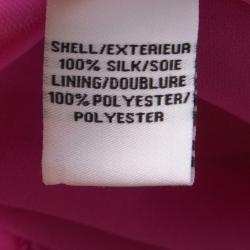 SHELL/EXTERIEUR
100% SILK/SOIE
LINING/DOUBLURE
100% POLYESTER/
POLYESTER